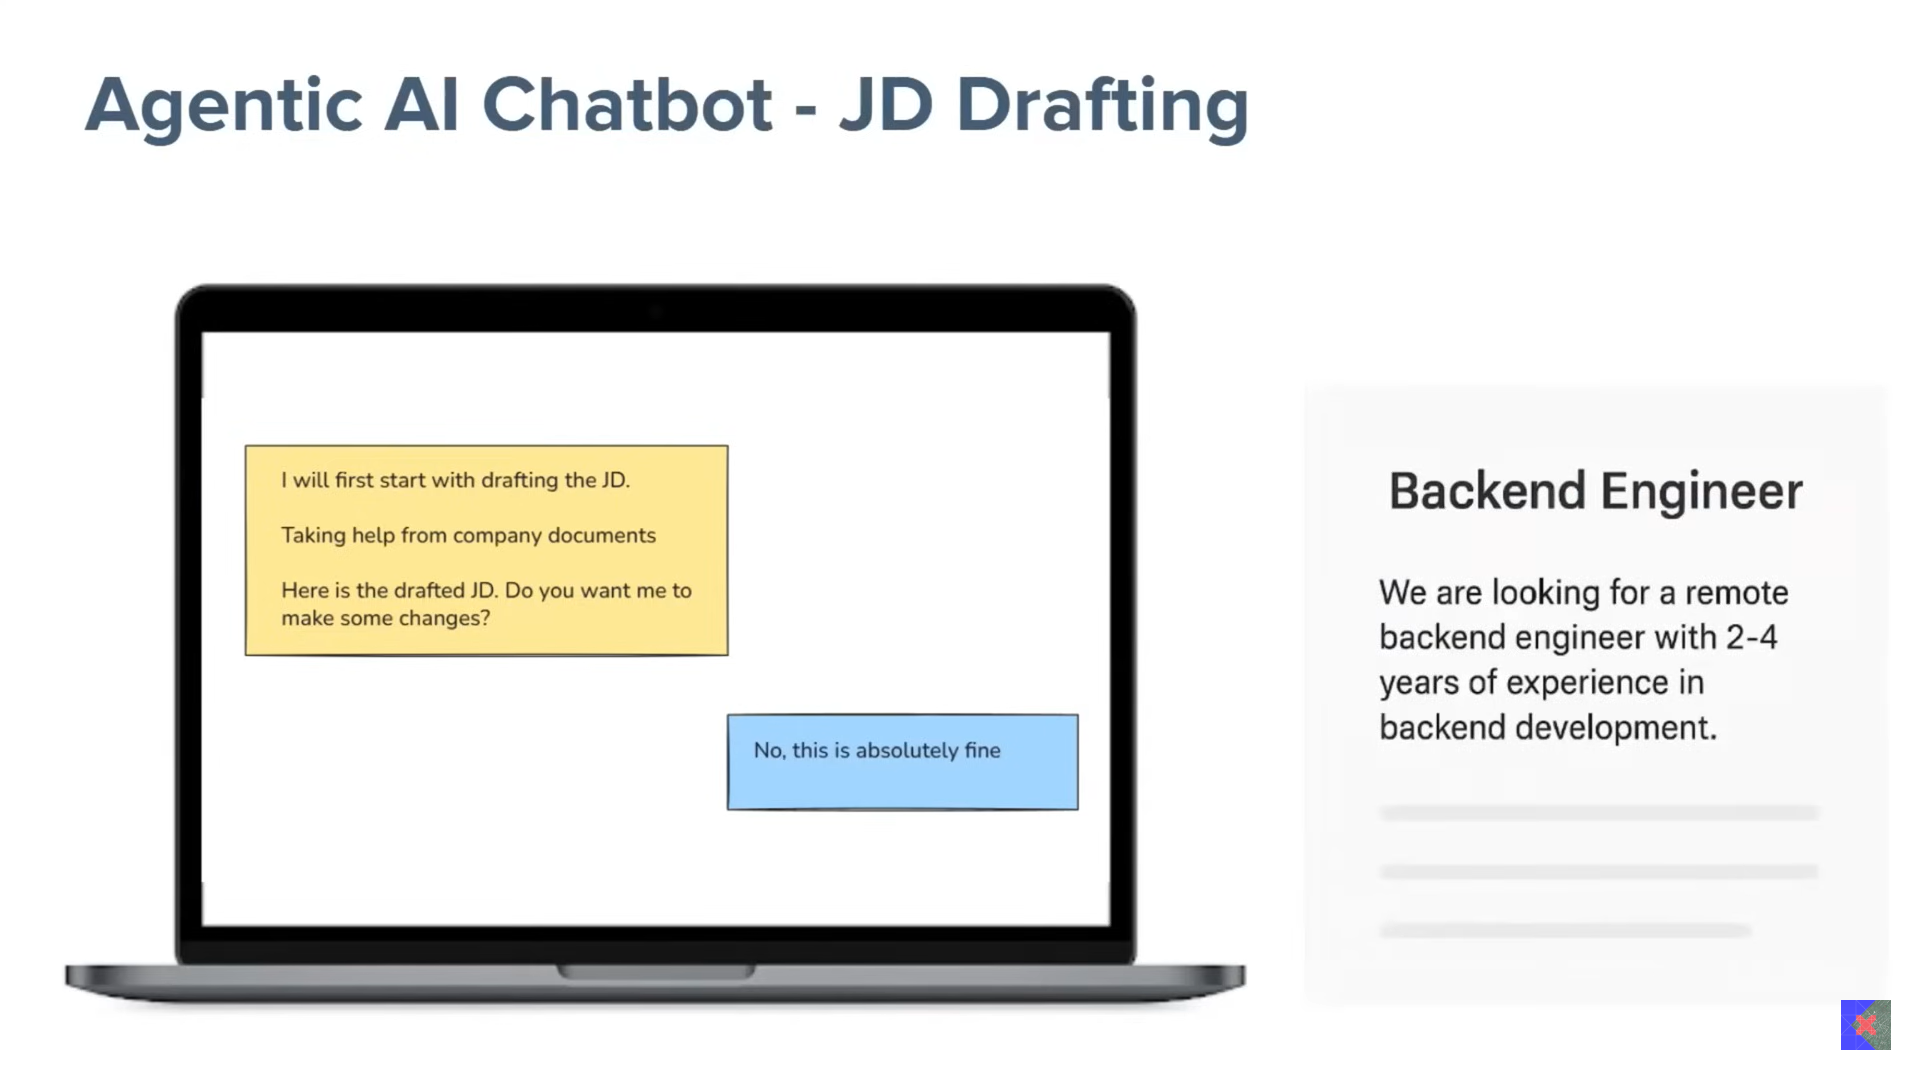 Agentic AI Chatbot - JD Drafting
I will first start with drafting the JD.
Taking help from company documents
Here is the drafted JD. Do you want me to
make some changes?
No, this is absolutely fine
Backend Engineer
We are looking for a remote
backend engineer with 2-4
years of experience in
backend development.